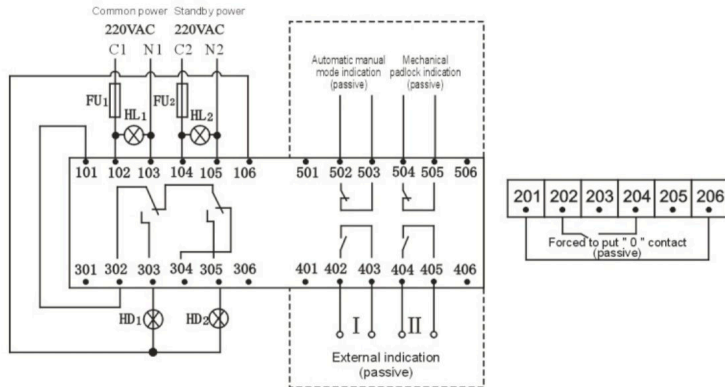 Common power Standby power
220VAC 220VAC
C1 N1 C2 N2
FU1 HL1 FU2 HL2
Automatic manual
mode indication
(passive)
Mechanical
padlock indication
(passive)
101 102 103 104 105 106 501 502 503 504 505 506
301 302 303 304 305 306 401 402 403 404 405 406
HD1 HD2
I II
External indication
(passive)
201 202 203 204 205 206
Forced to put " 0 " contact
(passive)